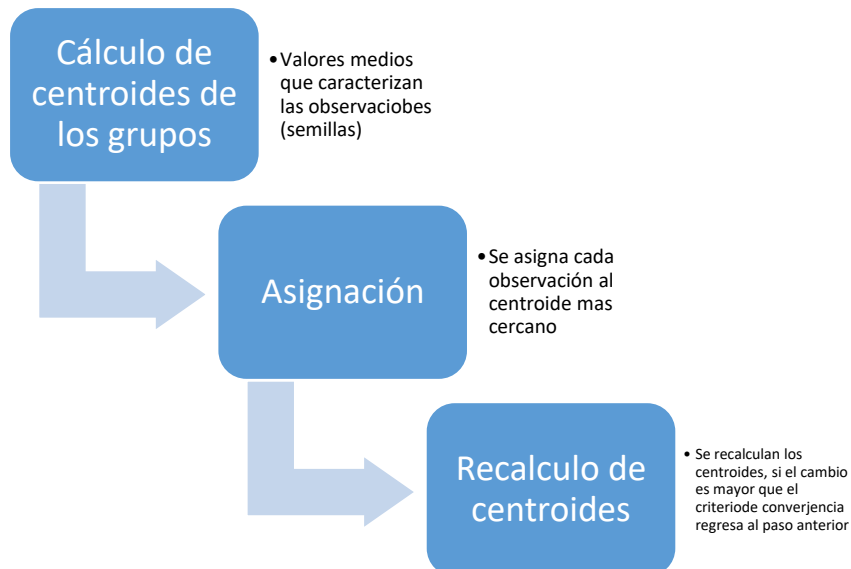 Cálculo de
centroides de
los grupos
•Valores medios
que caracterizan
las observaciobes
(semillas)
Asignación
•Se asigna cada
observación al
centroide mas
cercano
Recalculo de
centroides
• Se recalculan los
centroides, si el cambio
es mayor que el
criteriode converjencia
regresa al paso anterior